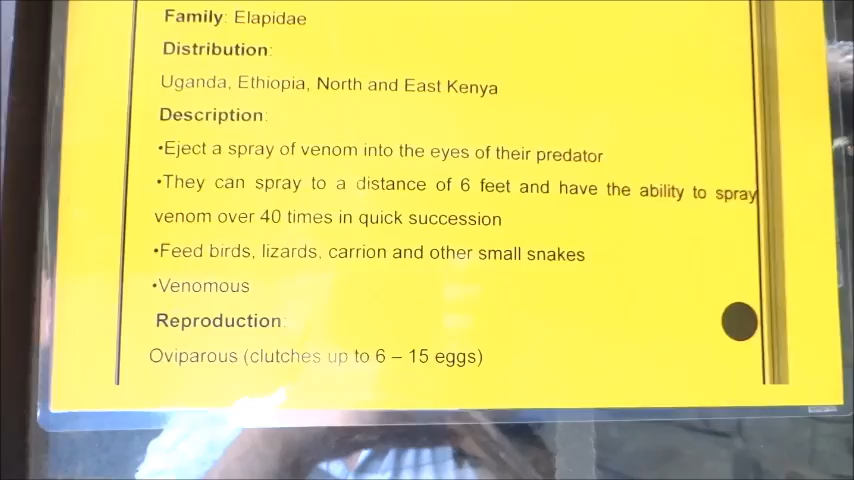 Family: Elapidae
Distribution:
Uganda, Ethiopia, North and East Kenya
Description:
•Eject a spray of venom into the eyes of their predator
•They can spray to a distance of 6 feet and have the ability to spray
venom over 40 times in quick succession
•Feed birds, lizards, carrion and other small snakes
•Venomous
Reproduction:
Oviparous (clutches up to 6 – 15 eggs)